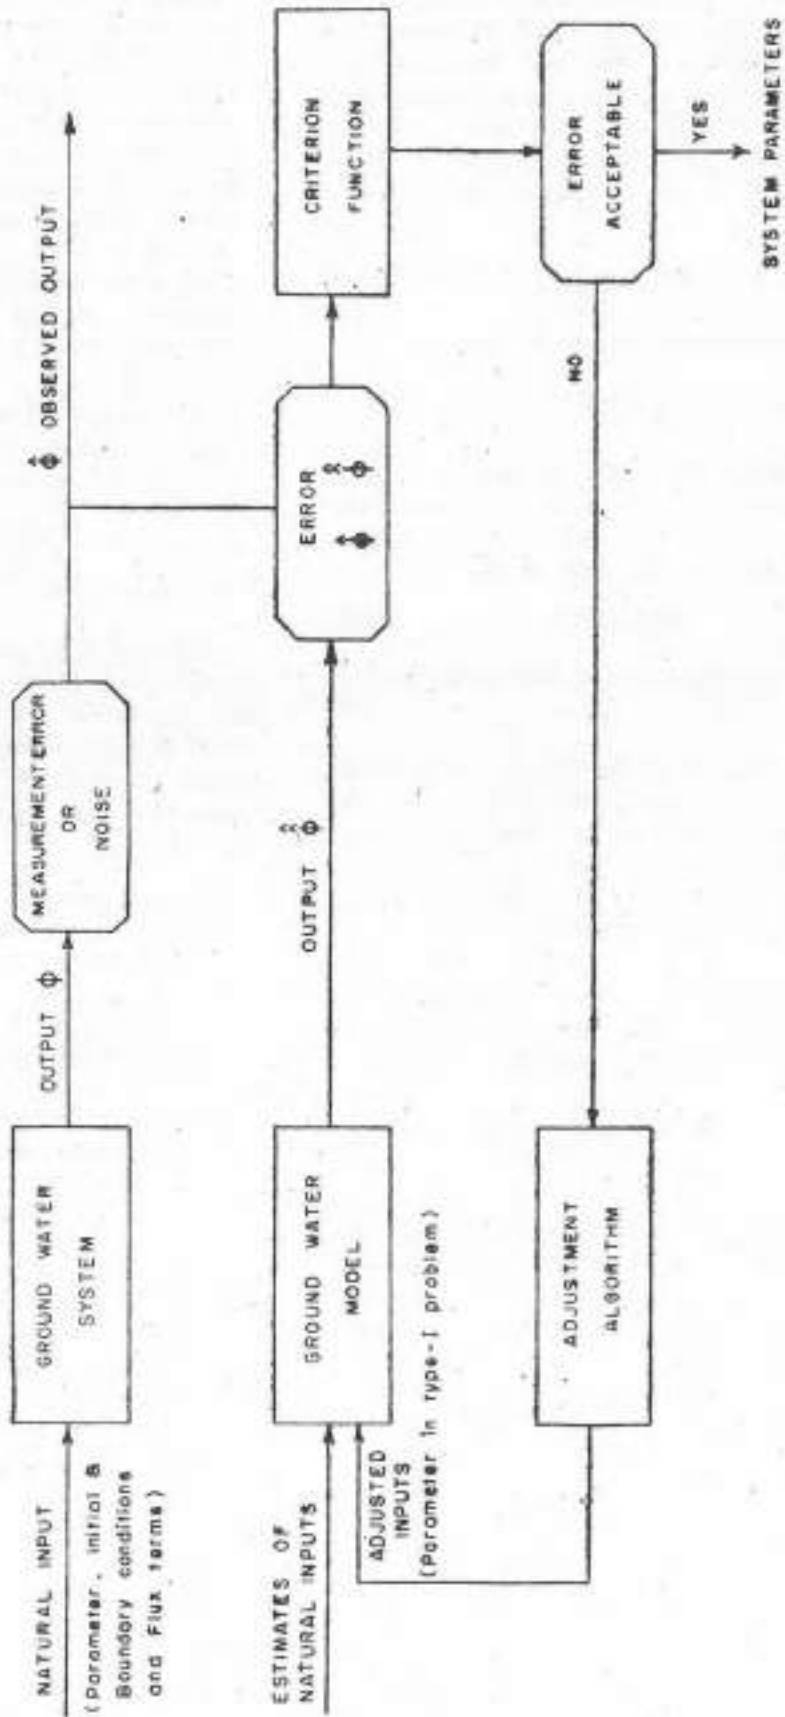 NATURAL INPUT
(Parameter, initial &
Boundary conditions
and Flux terms)
GROUND WATER
SYSTEM
OUTPUT ϕ
MEASUREMENT ERROR
OR
NOISE
ϕ̂ OBSERVED OUTPUT
ESTIMATES OF
NATURAL INPUTS
ADJUSTED
INPUTS
(Parameter in type-I problem)
GROUND WATER
MODEL
OUTPUT ϕ̂̂
ERROR
ϕ̂ ϕ̂̂
CRITERION
FUNCTION
ADJUSTMENT
ALGORITHM
NO
ERROR
ACCEPTABLE
YES
SYSTEM PARAMETERS